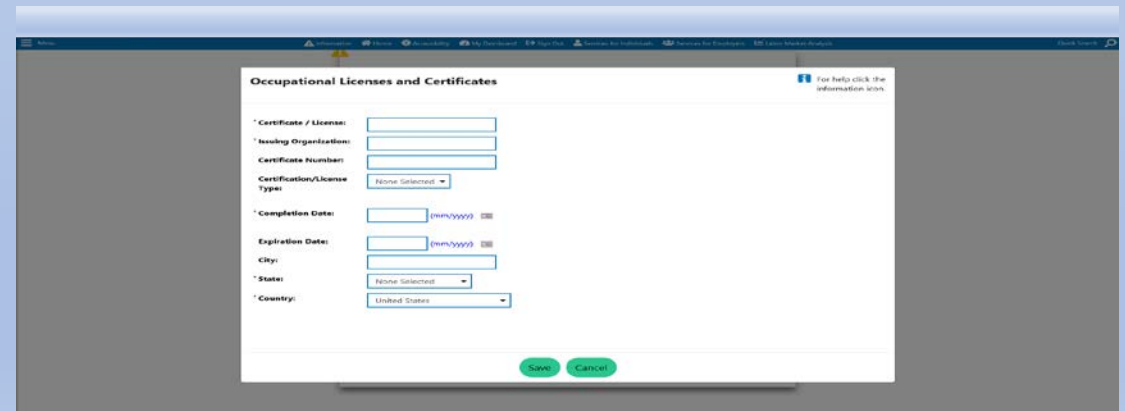 Menu
Information Home Accessibility My Dashboard Sign Out Services for Individuals Services for Employers Labor Market Analysis Quick Search
Occupational Licenses and Certificates
For help click the
information icon.
* Certificate / License:
* Issuing Organization:
Certificate Number:
Certification/License
Type:
None Selected
* Completion Date:
(mm/yyyy)
Expiration Date:
(mm/yyyy)
City:
* State:
None Selected
* Country:
United States
Save Cancel